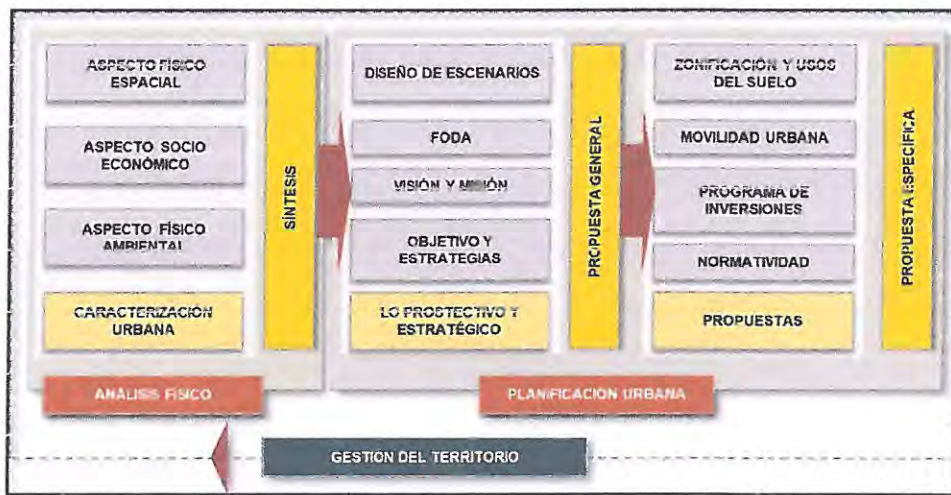 ASPECTO FÍSICO
ESPACIAL
ASPECTO SOCIO
ECONÓMICO
ASPECTO FÍSICO
AMBIENTAL
CARACTERIZACIÓN
URBANA
SÍNTESIS
ANÁLISIS FÍSICO
DISEÑO DE ESCENARIOS
FODA
VISIÓN Y MISIÓN
OBJETIVO Y
ESTRATEGIAS
LO PROSTECTIVO Y
ESTRATÉGICO
PROPUESTA GENERAL
ZONIFICACIÓN Y USOS
DEL SUELO
MOVILIDAD URBANA
PROGRAMA DE
INVERSIONES
NORMATIVIDAD
PROPUESTAS
PROPUESTA ESPECIFICA
PLANIFICACIÓN URBANA
GESTION DEL TERRITORIO